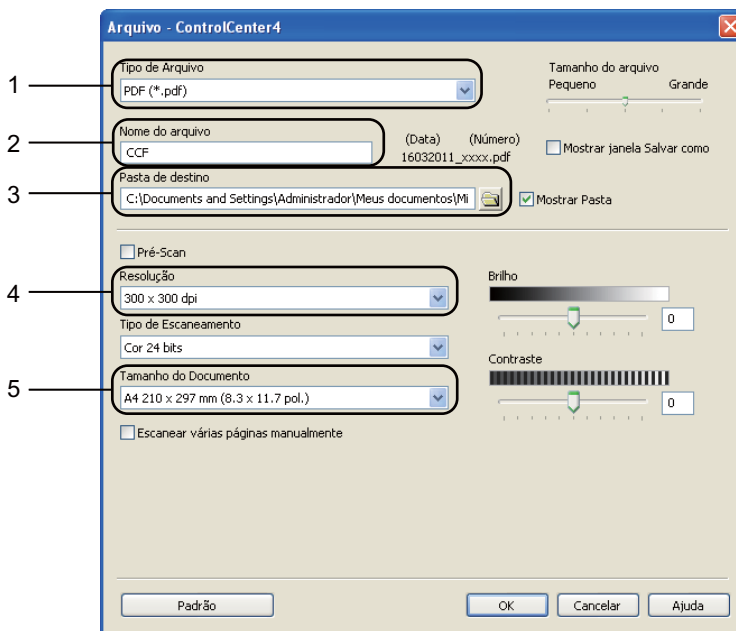 Arquivo - ControlCenter4
1
Tipo de Arquivo
PDF (*.pdf)
Tamanho do arquivo
Pequeno Grande
2
Nome do arquivo
CCF
(Data) (Número)
16032011_xxxx.pdf
Mostrar janela Salvar como
3
Pasta de destino
C:\Documents and Settings\Administrador\Meus documentos\Mi
Mostrar Pasta
Pré-Scan
4
Resolução
300 x 300 dpi
Brilho
0
Tipo de Escaneamento
Cor 24 bits
Contraste
0
5
Tamanho do Documento
A4 210 x 297 mm (8.3 x 11.7 pol.)
Escanear várias páginas manualmente
Padrão OK Cancelar Ajuda